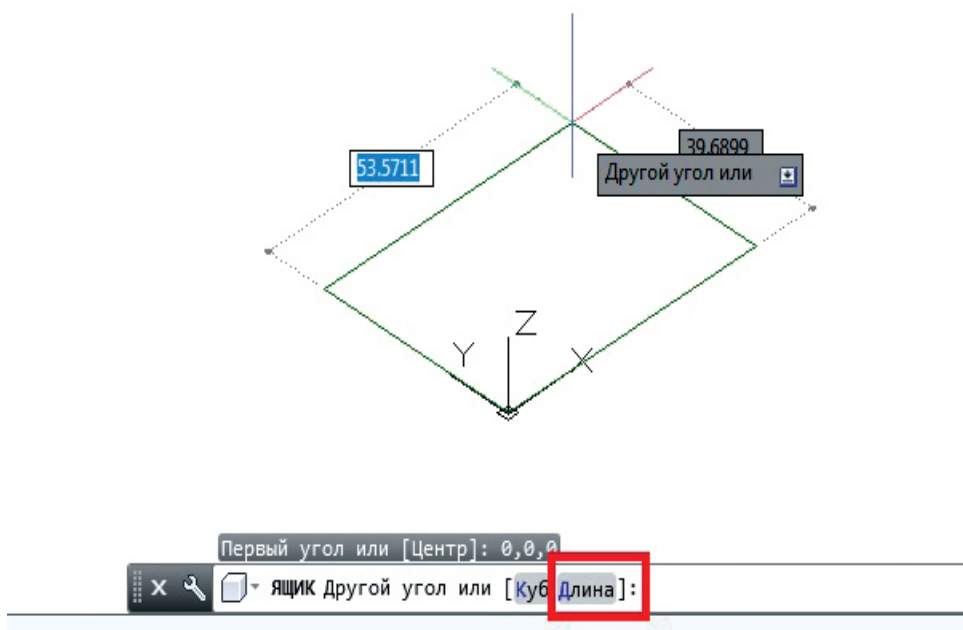 53.5711
39.6899
Другой угол или
Z
Y
X
Первый угол или [Центр]: 0,0,0
ЯЩИК Другой угол или [Куб Длина]: